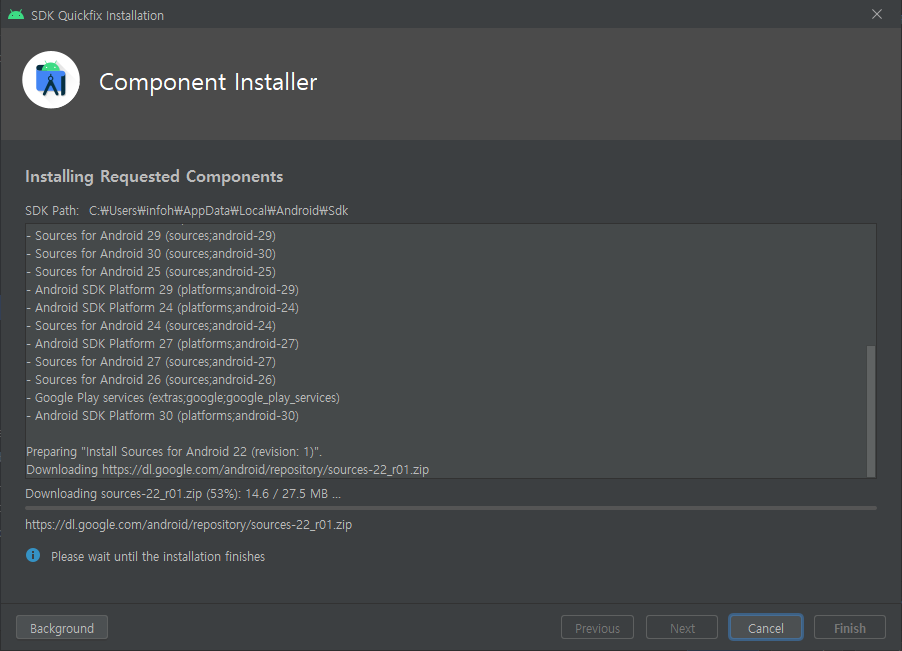 SDK Quickfix Installation
Component Installer
Installing Requested Components
SDK Path: C:₩Users₩infoh₩AppData₩Local₩Android₩Sdk
- Sources for Android 29 (sources;android-29)
- Sources for Android 30 (sources;android-30)
- Sources for Android 25 (sources;android-25)
- Android SDK Platform 29 (platforms;android-29)
- Android SDK Platform 24 (platforms;android-24)
- Sources for Android 24 (sources;android-24)
- Android SDK Platform 27 (platforms;android-27)
- Sources for Android 27 (sources;android-27)
- Sources for Android 26 (sources;android-26)
- Google Play services (extras;google;google_play_services)
- Android SDK Platform 30 (platforms;android-30)
Preparing "Install Sources for Android 22 (revision: 1)".
Downloading https://dl.google.com/android/repository/sources-22_r01.zip
Downloading sources-22_r01.zip (53%): 14.6 / 27.5 MB ...
https://dl.google.com/android/repository/sources-22_r01.zip
Please wait until the installation finishes
Background
Previous
Next
Cancel
Finish